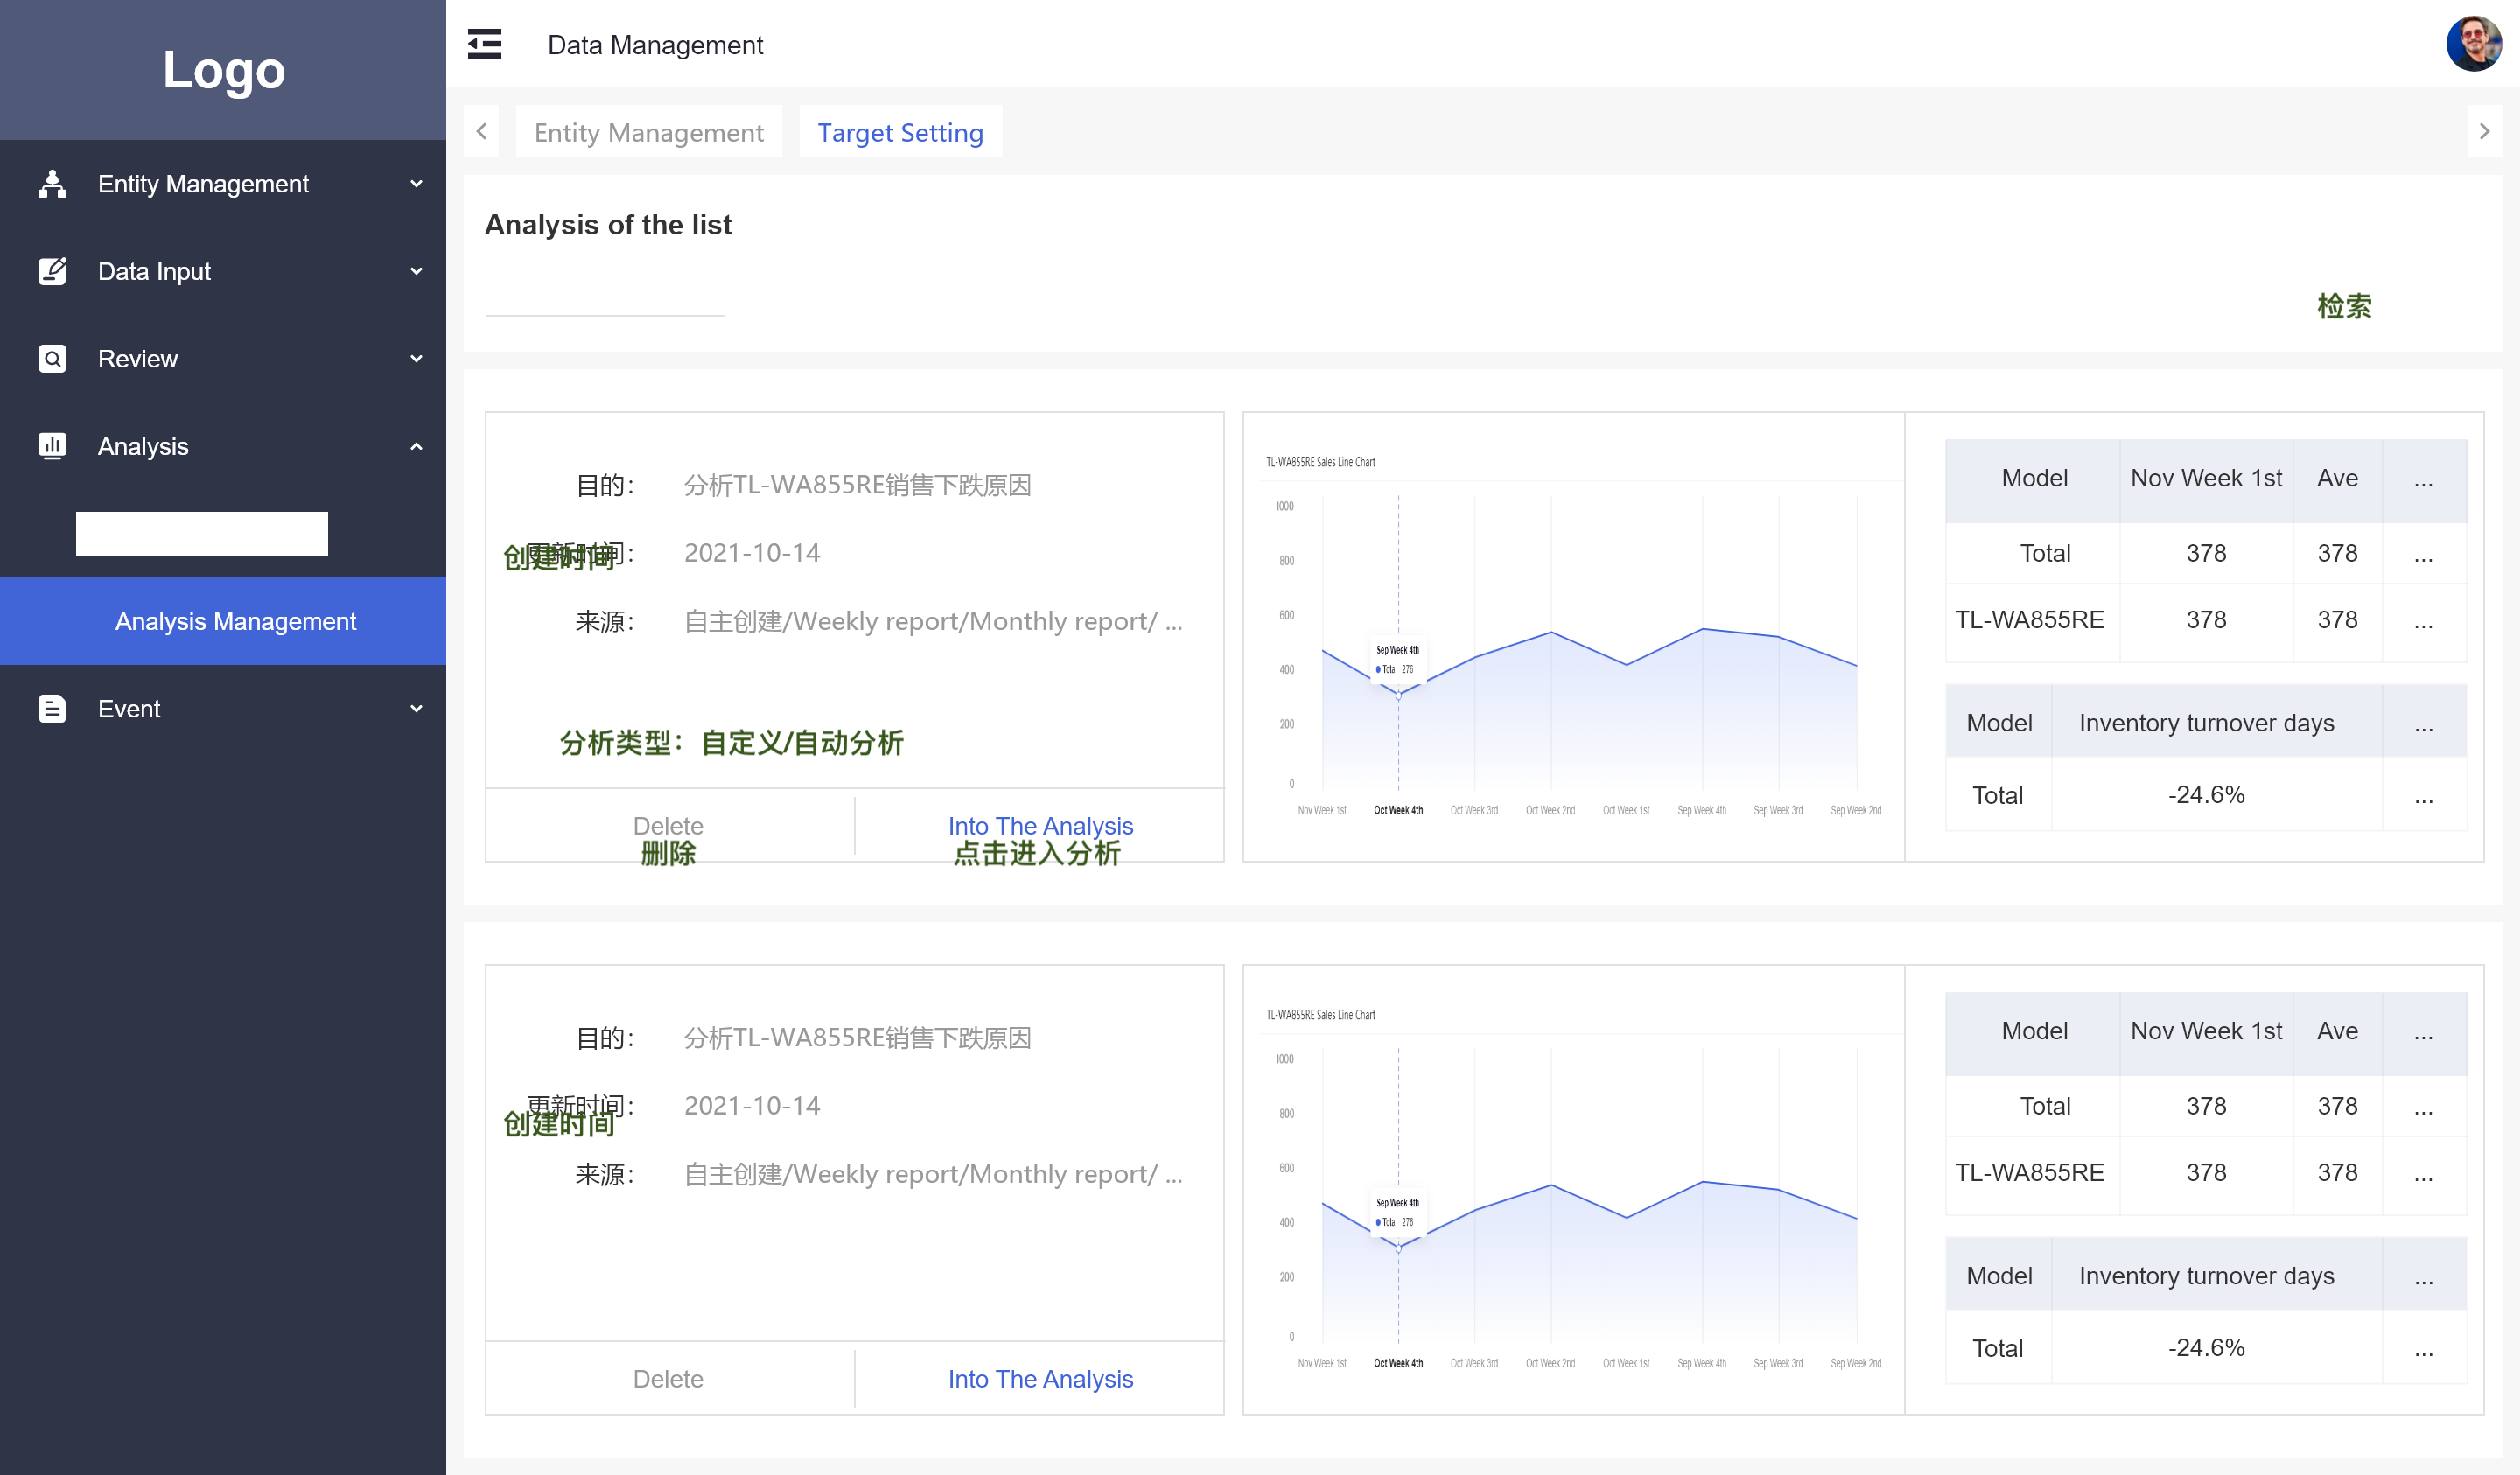 Logo
Data Management
Entity Management
Data Input
Review
Analysis
Analysis Management
Event
Entity Management
Target Setting
Analysis of the list
检索
目的：
分析TL-WA855RE销售下跌原因
更新时间：
创建时间
2021-10-14
来源：
自主创建/Weekly report/Monthly report/ ...
分析类型：自定义/自动分析
Delete
删除
Into The Analysis
点击进入分析
TL-WA855RE Sales Line Chart
1000
800
600
400
200
0
Sep Week 4th
Total 276
Nov Week 1st Oct Week 4th Oct Week 3rd Oct Week 2nd Oct Week 1st Sep Week 4th Sep Week 3rd Sep Week 2nd
Model Nov Week 1st Ave ...
Total 378 378 ...
TL-WA855RE 378 378 ...
Model Inventory turnover days ...
Total -24.6% ...
目的：
分析TL-WA855RE销售下跌原因
更新时间：
创建时间
2021-10-14
来源：
自主创建/Weekly report/Monthly report/ ...
Delete
Into The Analysis
TL-WA855RE Sales Line Chart
1000
800
600
400
200
0
Sep Week 4th
Total 276
Nov Week 1st Oct Week 4th Oct Week 3rd Oct Week 2nd Oct Week 1st Sep Week 4th Sep Week 3rd Sep Week 2nd
Model Nov Week 1st Ave ...
Total 378 378 ...
TL-WA855RE 378 378 ...
Model Inventory turnover days ...
Total -24.6% ...